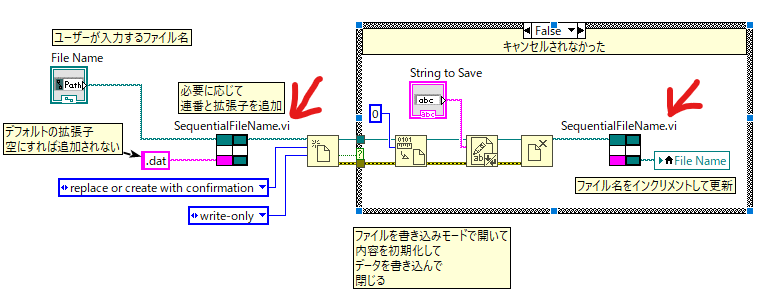 ユーザーが入力するファイル名
File Name
Path
必要に応じて
連番と拡張子を追加
SequentialFileName.vi
デフォルトの拡張子
空にすれば追加されない
.dat
replace or create with confirmation
write-only
False
キャンセルされなかった
String to Save
abc
abc
0
0101
?
SequentialFileName.vi
File Name
ファイル名をインクリメントして更新
ファイルを書き込みモードで開いて
内容を初期化して
データを書き込んで
閉じる